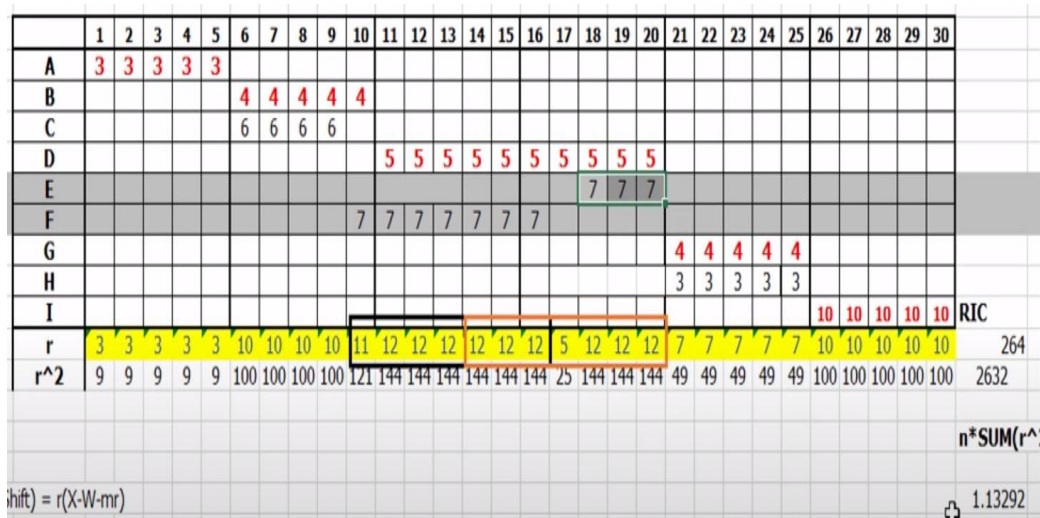 1 2 3 4 5 6 7 8 9 10 11 12 13 14 15 16 17 18 19 20 21 22 23 24 25 26 27 28 29 30
A 3 3 3 3 3
B 4 4 4 4 4
C 6 6 6 6
D 5 5 5 5 5 5 5 5 5 5
E 7 7 7
F 7 7 7 7 7 7 7
G 4 4 4 4 4
H 3 3 3 3 3
I 10 10 10 10 10 RIC
r 3 3 3 3 3 10 10 10 10 11 12 12 12 12 12 12 5 12 12 12 7 7 7 7 7 10 10 10 10 10 264
r^2 9 9 9 9 9 100 100 100 100 121 144 144 144 144 144 144 25 144 144 144 49 49 49 49 49 100 100 100 100 100 2632
n*SUM(r^2
hift) = r(X-W-mr)
1.13292